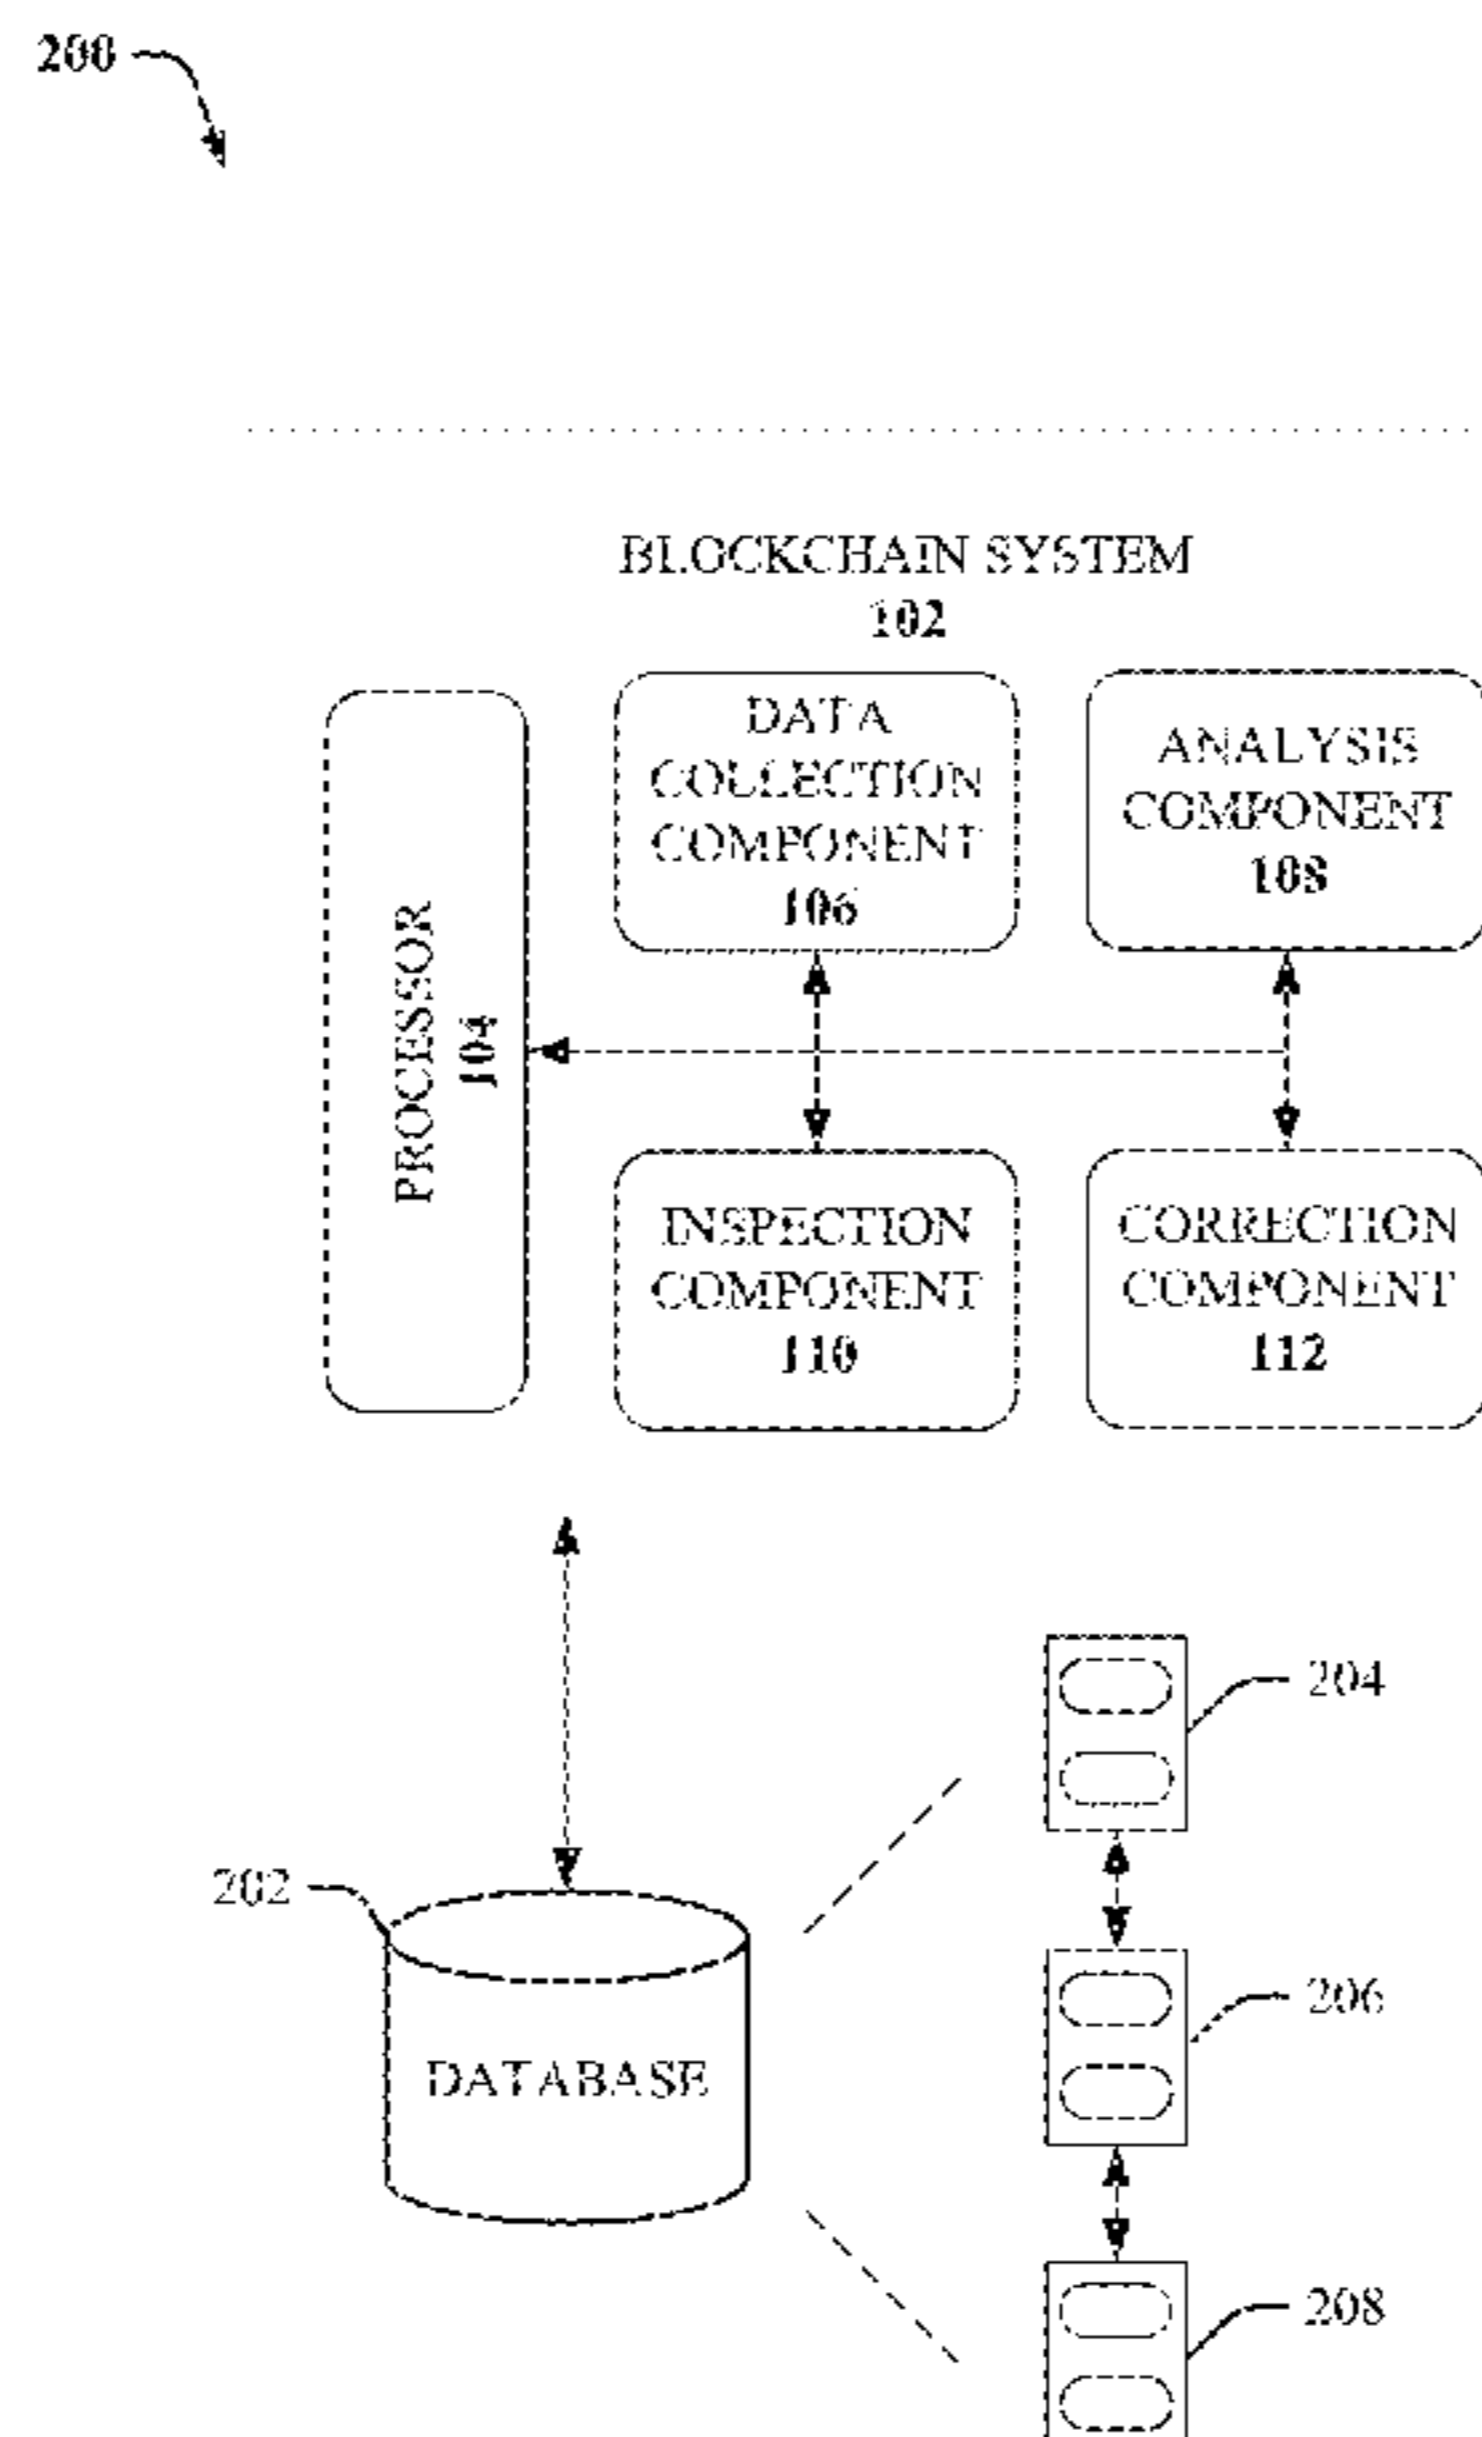 200
BLOCKCHAIN SYSTEM
102
PROCESSOR
104
DATA
COLLECTION
COMPONENT
106
ANALYSIS
COMPONENT
108
INSPECTION
COMPONENT
110
CORRECTION
COMPONENT
112
204
202
DATABASE
206
208